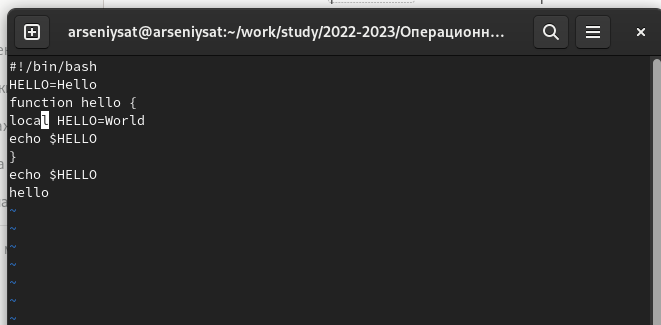 arseniysat@arseniysat:~/work/study/2022-2023/Операционн...
#!/bin/bash
HELLO=Hello
function hello {
local HELLO=World
echo $HELLO
}
echo $HELLO
hello
~
~
~
~
~
~
~